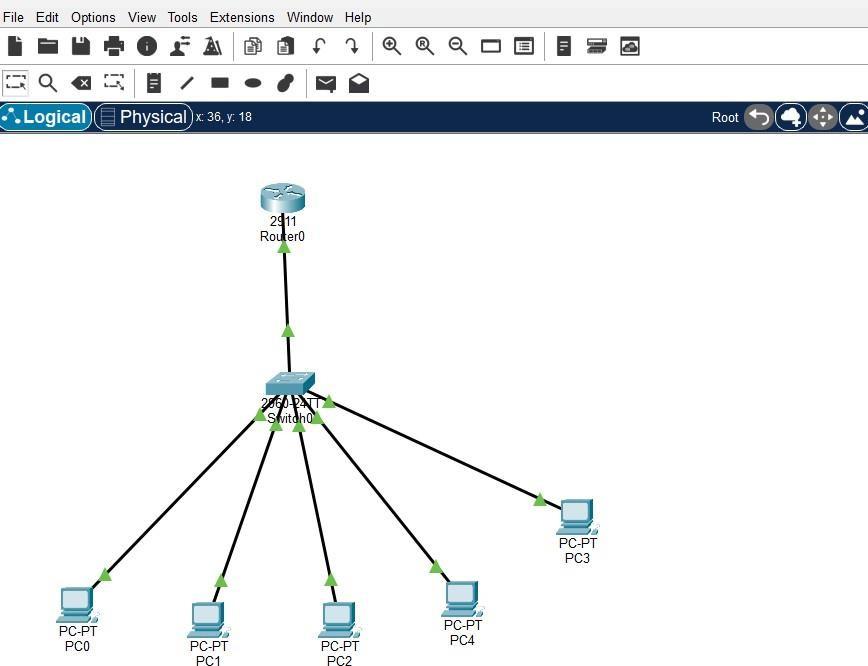 File Edit Options View Tools Extensions Window Help
Logical Physical x: 36, y: 18 Root
2911
Router0
2960-24TT
Switch0
PC-PT
PC3
PC-PT
PC0
PC-PT
PC1
PC-PT
PC2
PC-PT
PC4